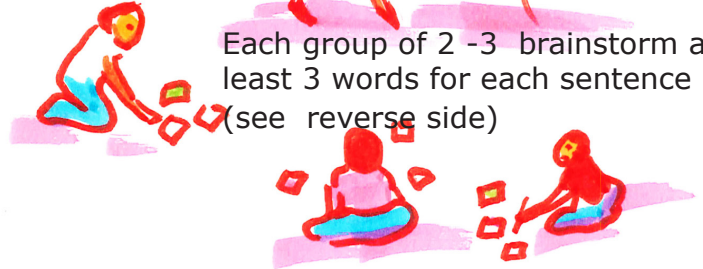 Each group of 2 -3 brainstorm a
least 3 words for each sentence
(see reverse side)